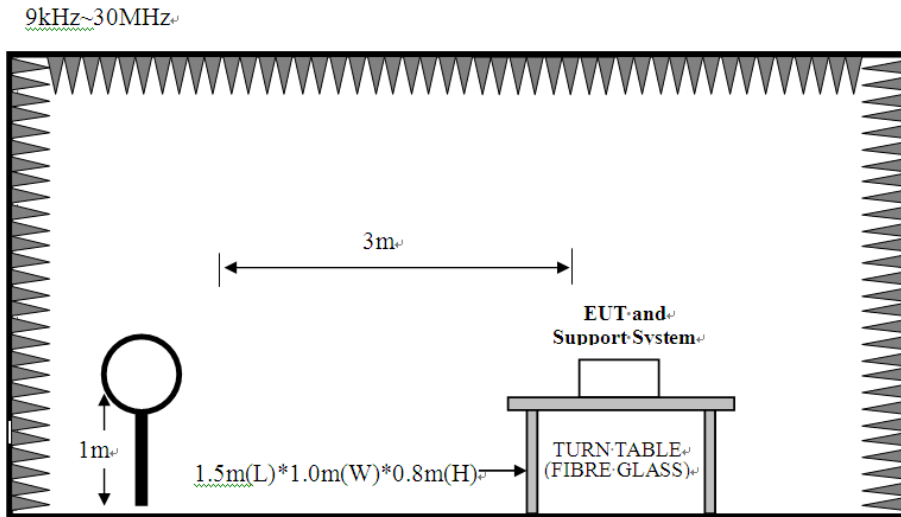 9kHz~30MHz
3m
EUT and
Support System
1m
1.5m(L)*1.0m(W)*0.8m(H)
TURN TABLE
(FIBRE GLASS)